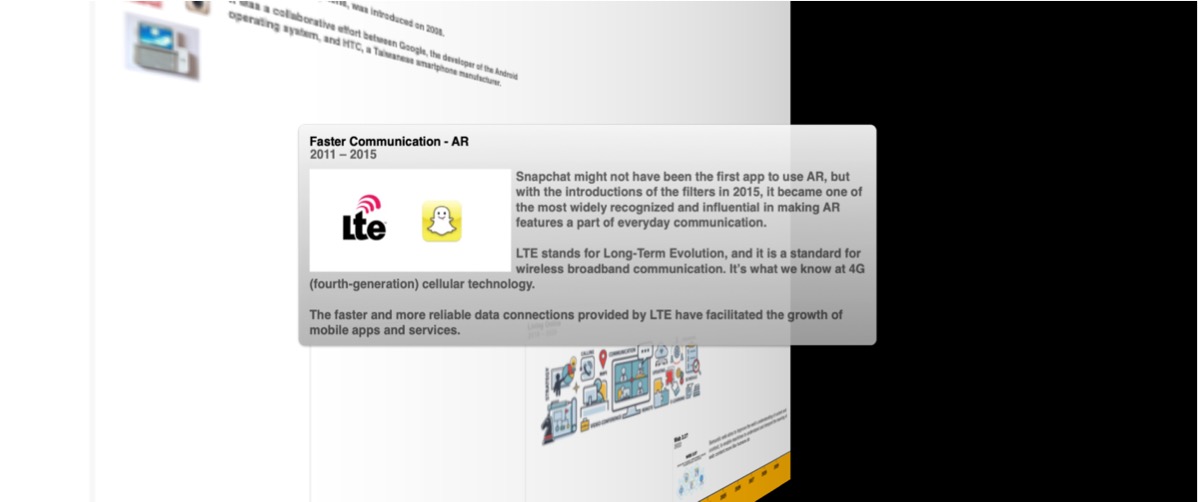 was introduced on 2008.
was a collaborative effort between Google, the developer of the Android
operating system, and HTC, a Taiwanese smartphone manufacturer.
Faster Communication - AR
2011 – 2015
Lte
Snapchat might not have been the first app to use AR, but
with the introductions of the filters in 2015, it became one of
the most widely recognized and influential in making AR
features a part of everyday communication.
LTE stands for Long-Term Evolution, and it is a standard for
wireless broadband communication. It's what we know at 4G
(fourth-generation) cellular technology.
The faster and more reliable data connections provided by LTE have facilitated the growth of
mobile apps and services.
COMMUNICATION
VIDEO CONFERENCE